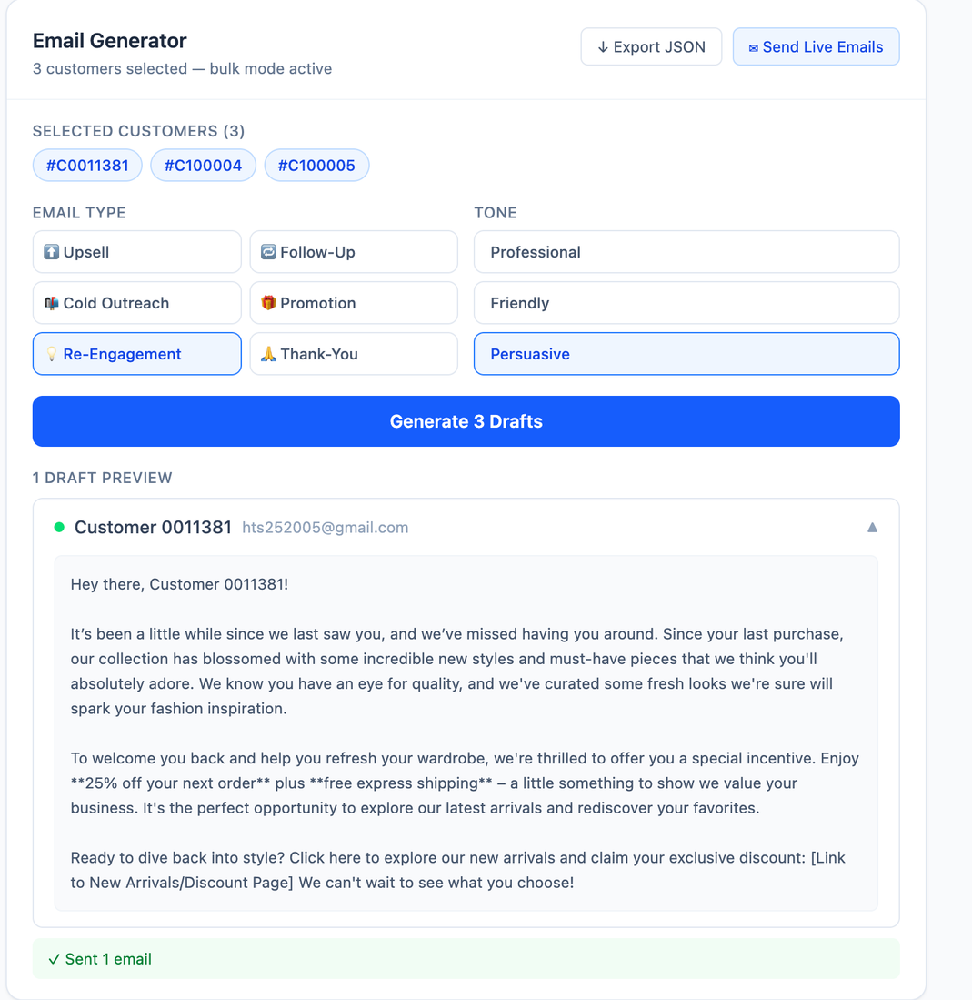 Email Generator
3 customers selected — bulk mode active
↓ Export JSON
✉ Send Live Emails
SELECTED CUSTOMERS (3)
#C0011381
#C100004
#C100005
EMAIL TYPE
TONE
⬆️ Upsell
🔁 Follow-Up
Professional
📬 Cold Outreach
🎁 Promotion
Friendly
💡 Re-Engagement
🙏 Thank-You
Persuasive
Generate 3 Drafts
1 DRAFT PREVIEW
Customer 0011381 hts252005@gmail.com ▲
Hey there, Customer 0011381!
It’s been a little while since we last saw you, and we’ve missed having you around. Since your last purchase,
our collection has blossomed with some incredible new styles and must-have pieces that we think you'll
absolutely adore. We know you have an eye for quality, and we've curated some fresh looks we're sure will
spark your fashion inspiration.
To welcome you back and help you refresh your wardrobe, we're thrilled to offer you a special incentive. Enjoy
**25% off your next order** plus **free express shipping** – a little something to show we value your
business. It's the perfect opportunity to explore our latest arrivals and rediscover your favorites.
Ready to dive back into style? Click here to explore our new arrivals and claim your exclusive discount: [Link
to New Arrivals/Discount Page] We can't wait to see what you choose!
✓ Sent 1 email